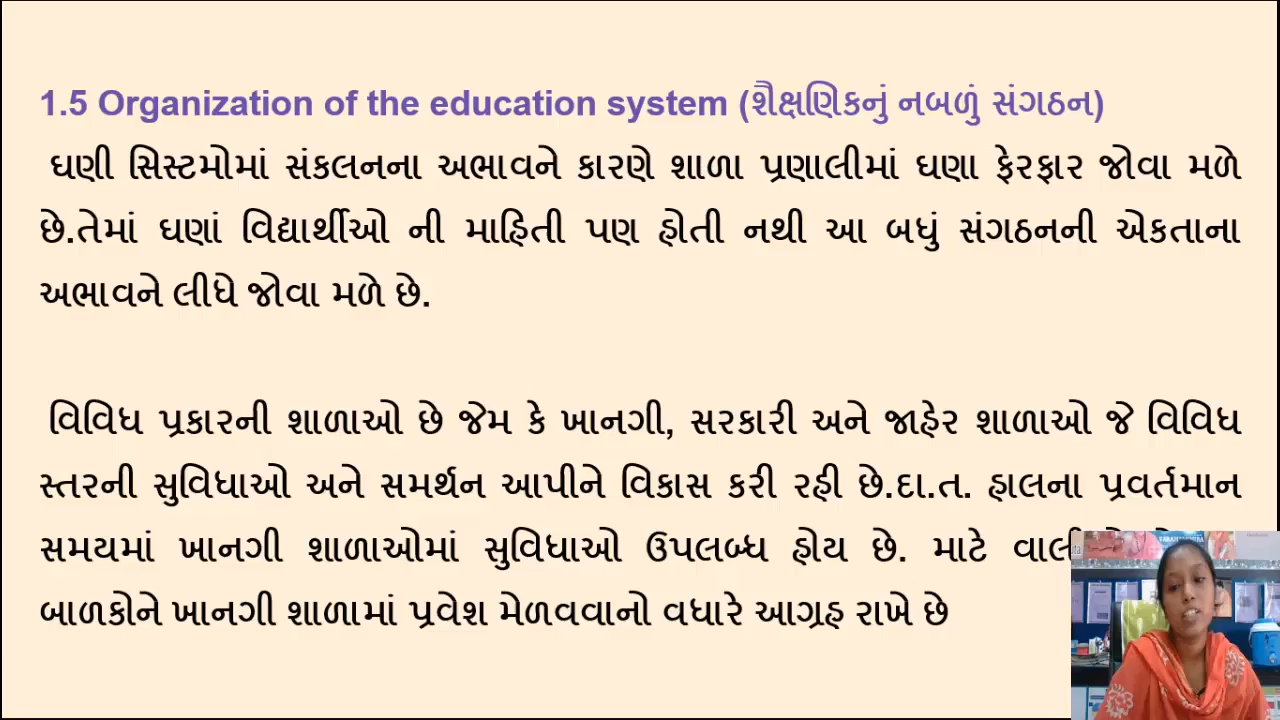 1.5 Organization of the education system (શૈક્ષણિકનું નબળું સંગઠન)
ઘણી સિસ્ટમોમાં સંકલનના અભાવને કારણે શાળા પ્રણાલીમાં ઘણા ફેરફાર જોવા મળે
છે.તેમાં ઘણાં વિદ્યાર્થીઓ ની માહિતી પણ હોતી નથી આ બધું સંગઠનની એકતાના
અભાવને લીધે જોવા મળે છે.
વિવિધ પ્રકારની શાળાઓ છે જેમ કે ખાનગી, સરકારી અને જાહેર શાળાઓ જે વિવિધ
સ્તરની સુવિધાઓ અને સમર્થન આપીને વિકાસ કરી રહી છે.દા.ત. હાલના પ્રવર્તમાન
સમયમાં ખાનગી શાળાઓમાં સુવિધાઓ ઉપલબ્ધ હોય છે. માટે
બાળકોને ખાનગી શાળામાં પ્રવેશ મેળવવાનો વધારે આગ્રહ રાખે છે